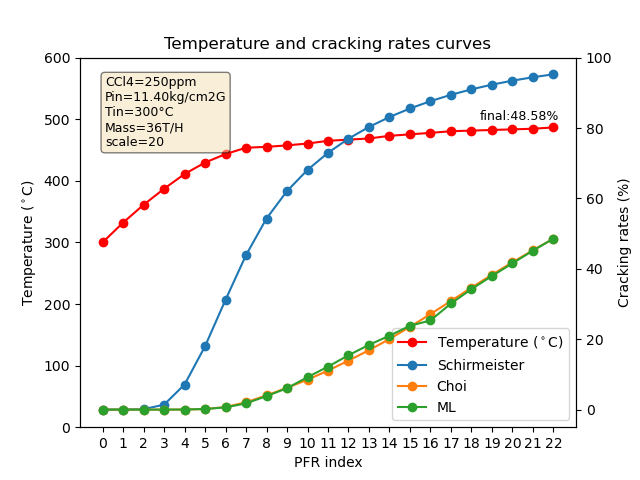 Temperature and cracking rates curves
CCl4=250ppm
Pin=11.40kg/cm2G
Tin=300°C
Mass=36T/H
scale=20
final:48.58%
600
500
400
300
200
100
0
Temperature (°C)
100
80
60
40
20
0
Cracking rates (%)
Temperature (°C)
Schirmeister
Choi
ML
0 1 2 3 4 5 6 7 8 9 10 11 12 13 14 15 16 17 18 19 20 21 22
PFR index